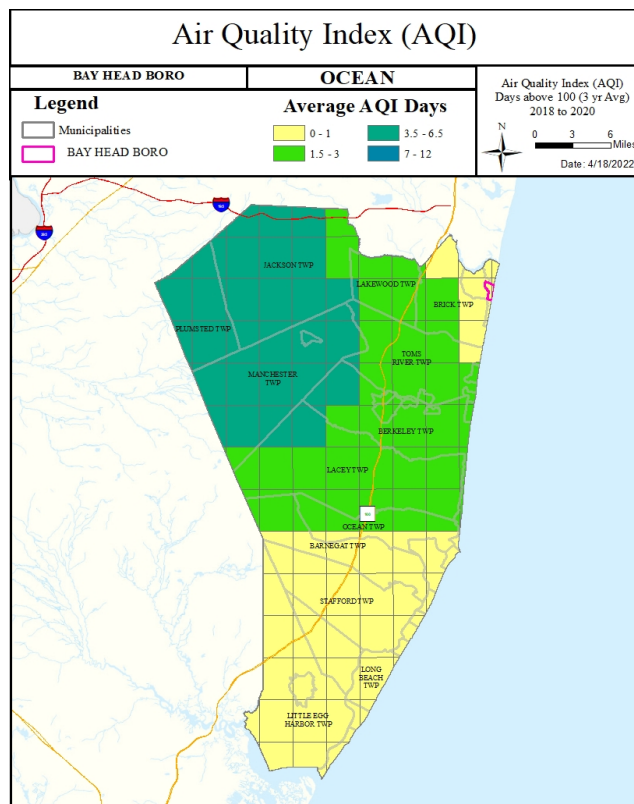 Air Quality Index (AQI)
BAY HEAD BORO
OCEAN
Air Quality Index (AQI)
Days above 100 (3 yr Avg)
2018 to 2020
N
0 3 6
Miles
Date: 4/18/2022
Legend
Municipalities
BAY HEAD BORO
Average AQI Days
0 - 1
1.5 - 3
3.5 - 6.5
7 - 12
JACKSON TWP
LAKEWOOD TWP
BRICK TWP
PLUMSTED TWP
TOMS
RIVER TWP
MANCHESTER
TWP
BERKELEY TWP
LACEY TWP
OCEAN TWP
BARNEGAT TWP
STAFFORD TWP
LONG
BEACH
TWP
LITTLE EGG
HARBOR TWP